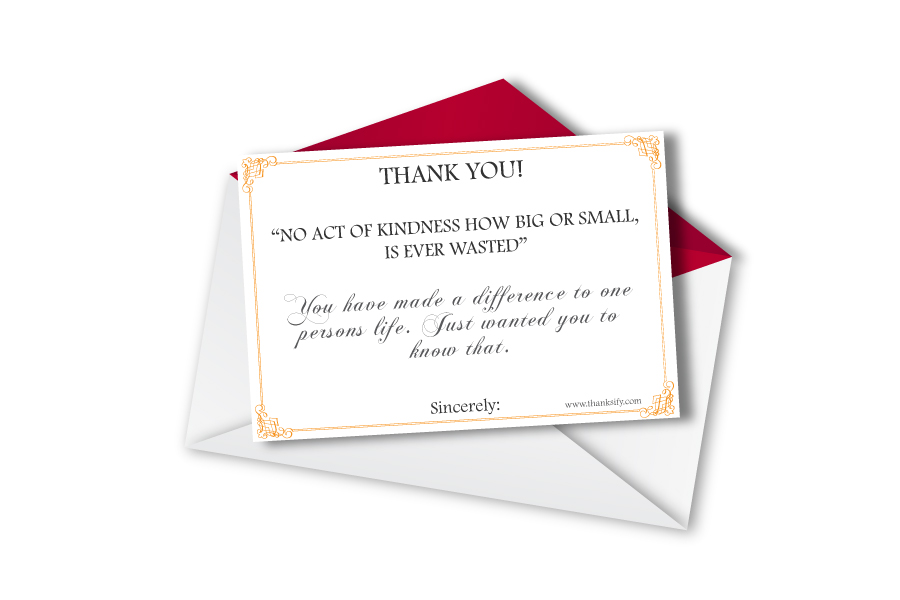 THANK YOU!
“NO ACT OF KINDNESS HOW BIG OR SMALL,
IS EVER WASTED”
You have made a difference to one
persons life. Just wanted you to
know that.
Sincerely:
www.thanksify.com